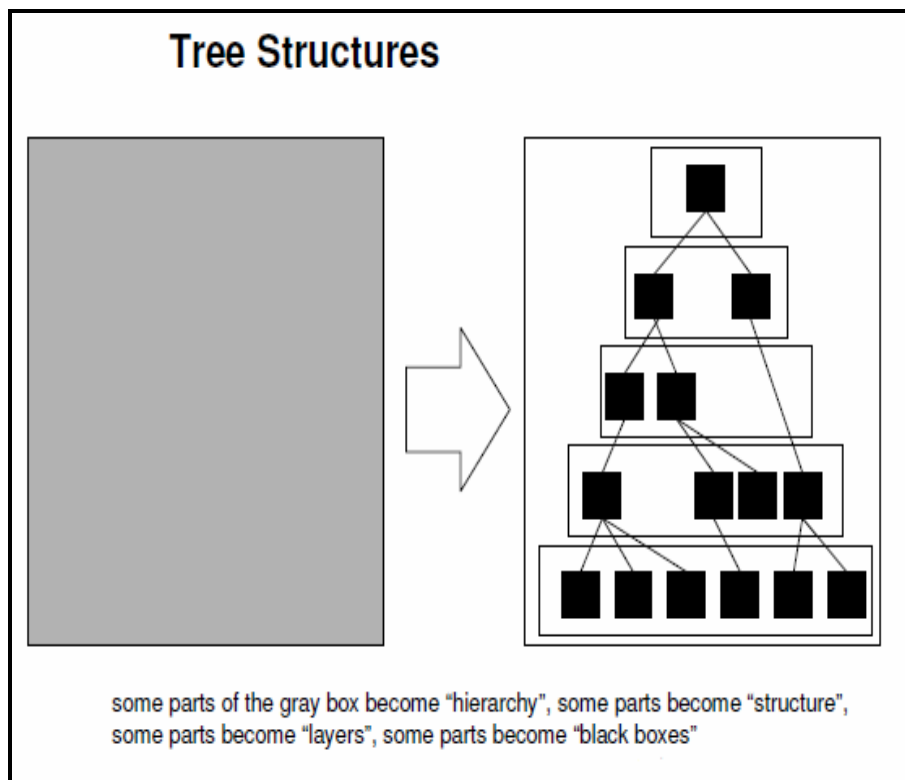 Tree Structures
some parts of the gray box become “hierarchy”, some parts become “structure”,
some parts become “layers”, some parts become “black boxes”